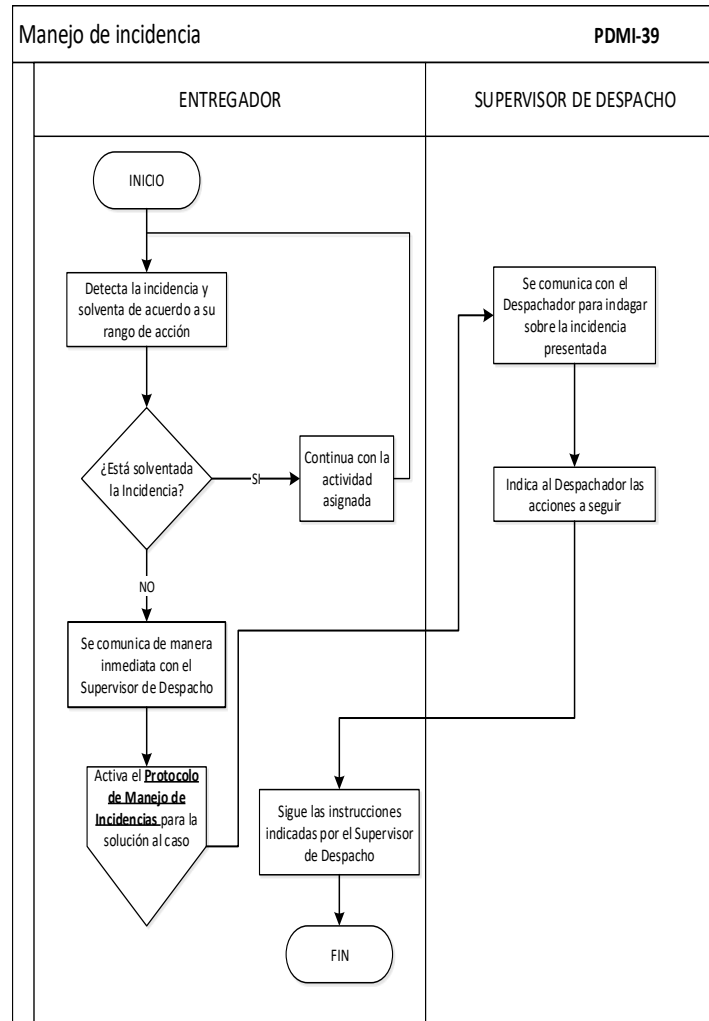 Manejo de incidencia
PDMI-39
ENTREGADOR
SUPERVISOR DE DESPACHO
INICIO
Detecta la incidencia y
solventa de acuerdo a su
rango de acción
¿Está solventada
la Incidencia?
SI
Continua con la
actividad
asignada
NO
Se comunica de manera
inmediata con el
Supervisor de Despacho
Activa el Protocolo
de Manejo de
Incidencias para la
solución al caso
Se comunica con el
Despachador para indagar
sobre la incidencia
presentada
Indica al Despachador las
acciones a seguir
Sigue las instrucciones
indicadas por el Supervisor
de Despacho
FIN